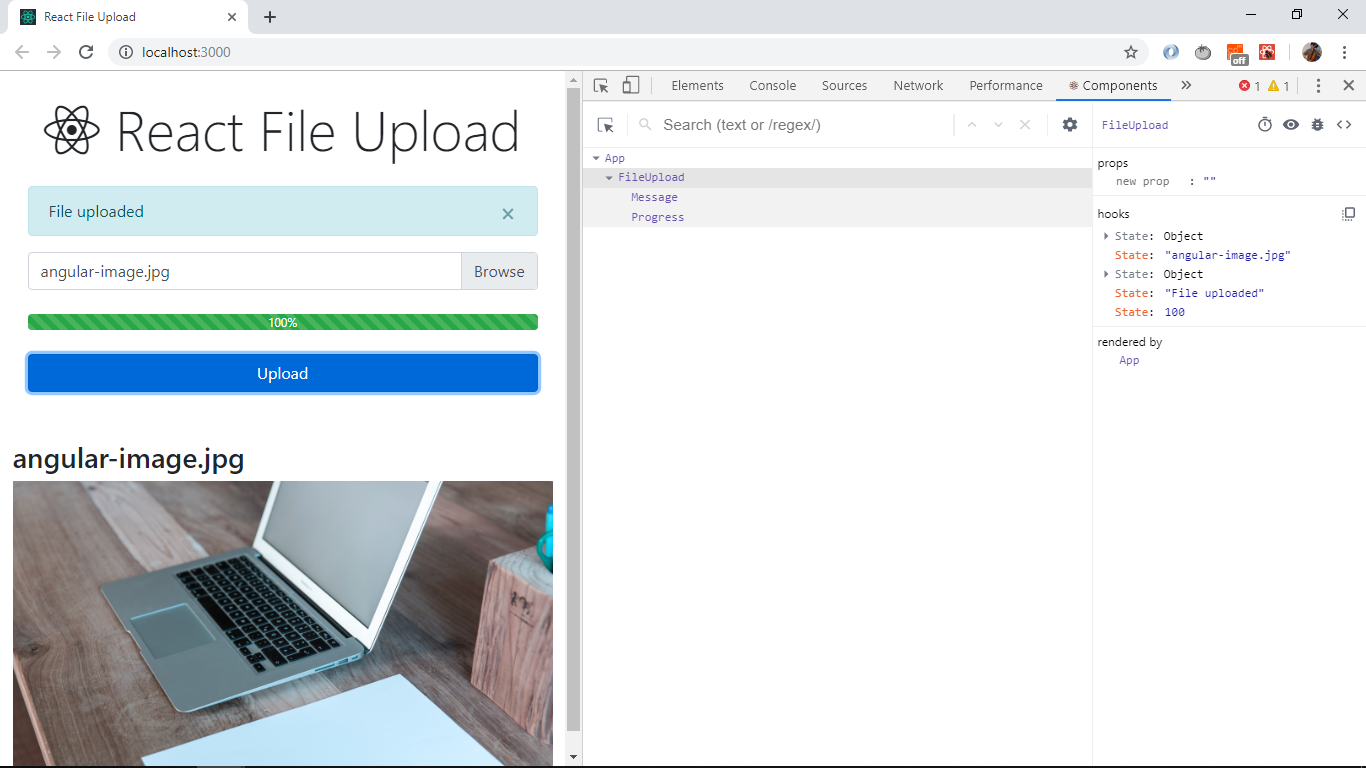 React File Upload
localhost:3000
off
React File Upload
File uploaded ×
angular-image.jpg Browse
100%
Upload
angular-image.jpg
Elements Console Sources Network Performance Components » 1 1
Search (text or /regex/)
App
FileUpload
Message
Progress
FileUpload
props
new prop : ""
hooks
State: Object
State: "angular-image.jpg"
State: Object
State: "File uploaded"
State: 100
rendered by
App